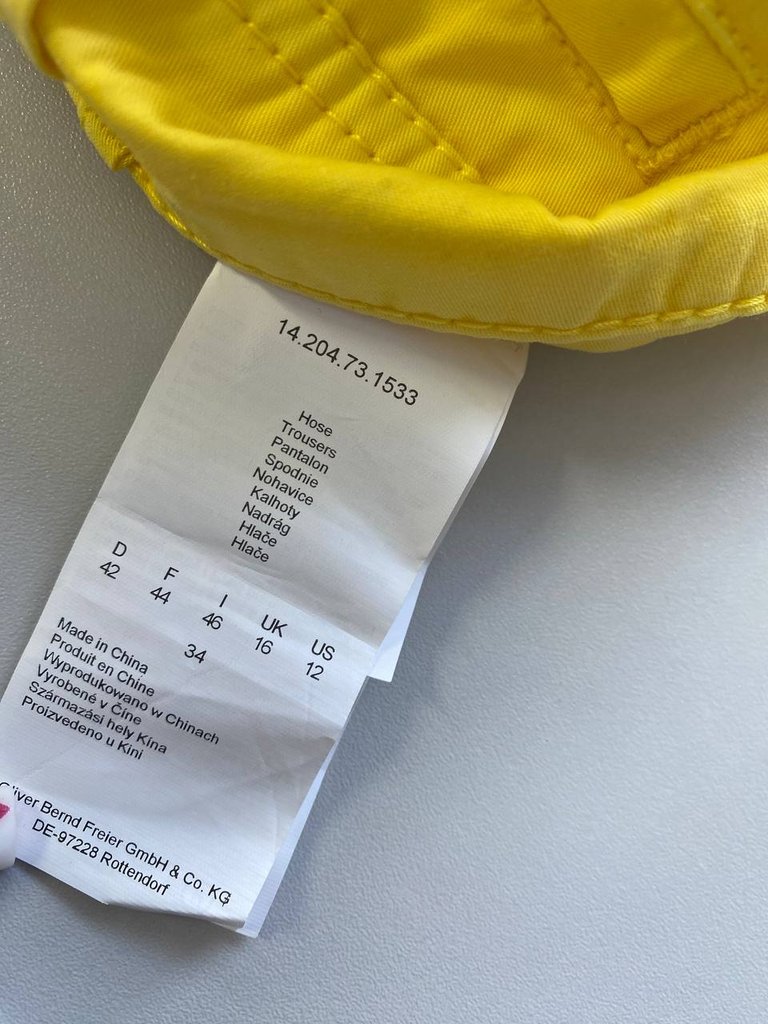 14.204.73.1533
Hose
Trousers
Pantalon
Spodnie
Nohavice
Kalhoty
Nadrág
Hlače
Hlače
D F I UK US
42 44 46 16 12
34
Made in China
Produit en Chine
Wyprodukowano w Chinach
Vyrobené v Číne
Származási hely Kína
Proizvedeno u Kini
Bernd Freier GmbH & Co. KG
DE-97228 Rottendorf